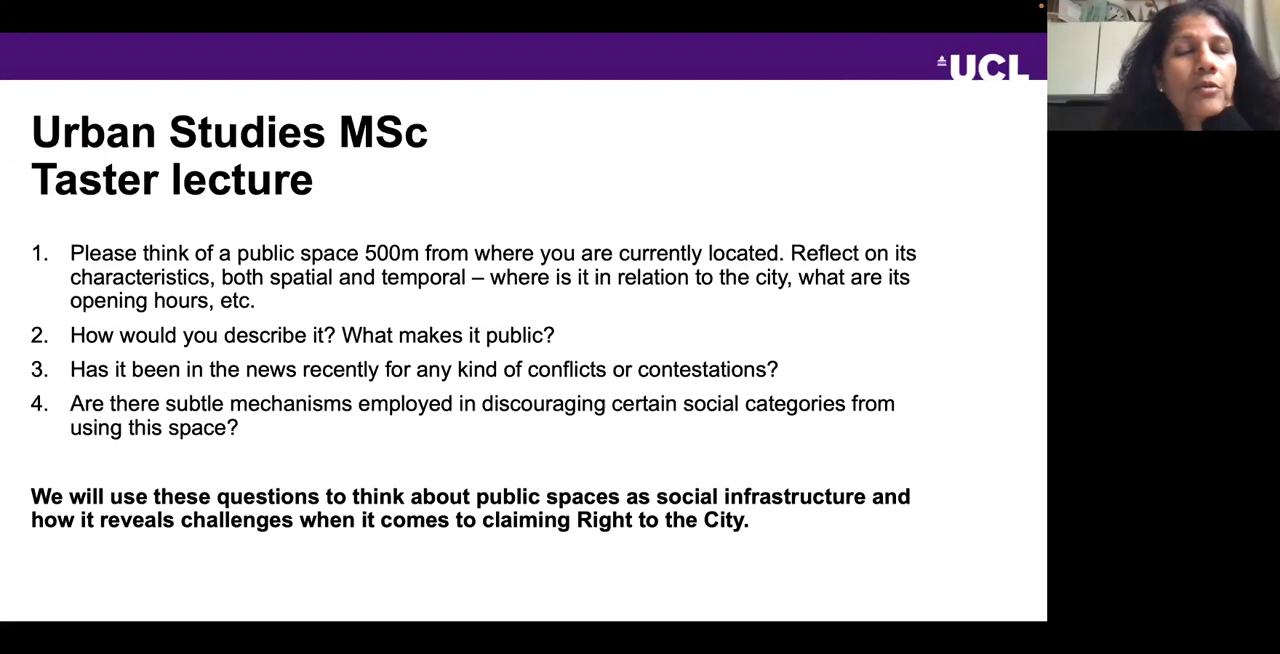 UCL
Urban Studies MSc
Taster lecture
1. Please think of a public space 500m from where you are currently located. Reflect on its
characteristics, both spatial and temporal – where is it in relation to the city, what are its
opening hours, etc.
2. How would you describe it? What makes it public?
3. Has it been in the news recently for any kind of conflicts or contestations?
4. Are there subtle mechanisms employed in discouraging certain social categories from
using this space?
We will use these questions to think about public spaces as social infrastructure and
how it reveals challenges when it comes to claiming Right to the City.